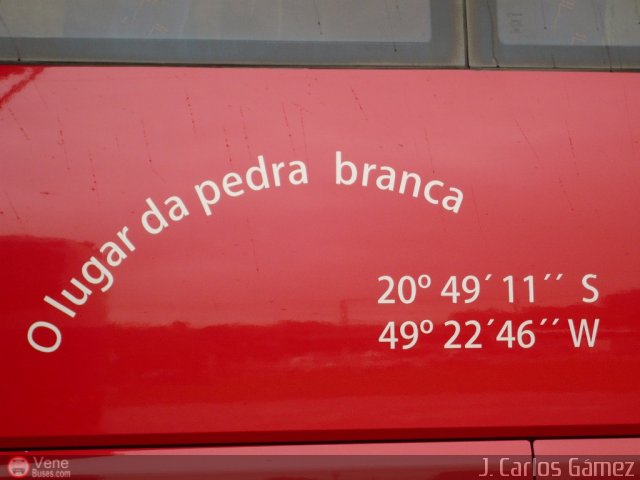 O lugar da pedra branca
20º 49´ 11´´ S
49º 22´46´´ W
Vene
Buses.com
J. Carlos Gámez